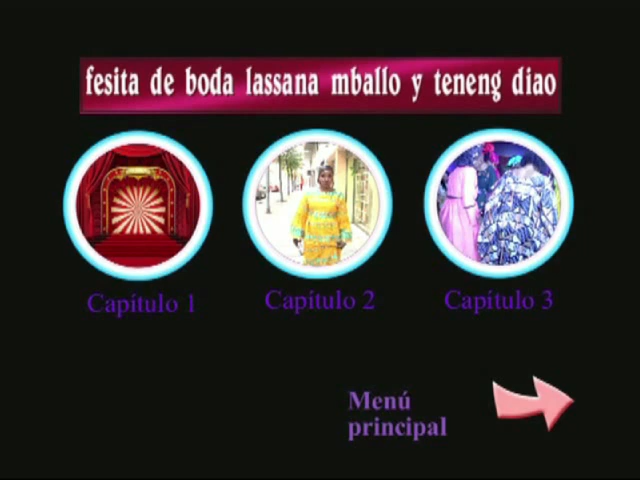 fesita de boda lassana mballo y teneng diao
Capítulo 1
Capítulo 2
Capítulo 3
Menú
principal